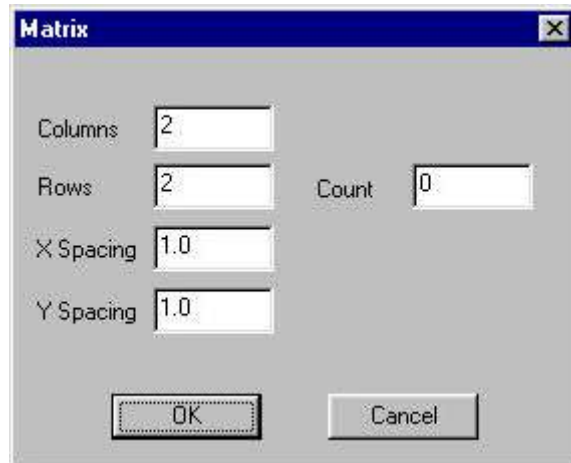 Matrix
Columns 2
Rows 2 Count 0
X Spacing 1.0
Y Spacing 1.0
OK Cancel